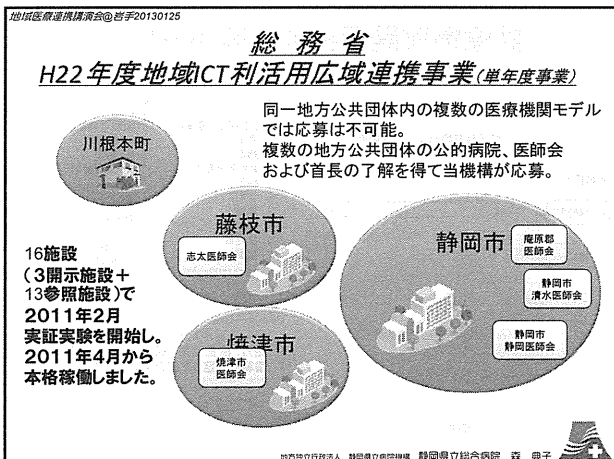 地域医療連携講演会@岩手20130125
総務省
H22年度地域ICT利活用広域連携事業(単年度事業)
同一地方公共団体内の複数の医療機関モデル
では応募は不可能。
複数の地方公共団体の公的病院、医師会
および首長の了解を得て当機構が応募。
川根本町
藤枝市
志太医師会
静岡市
庵原郡
医師会
静岡市
清水医師会
静岡市
静岡医師会
焼津市
焼津市
医師会
16施設
(3開示施設+
13参照施設)で
2011年2月
実証実験を開始し。
2011年4月から
本格稼働しました。
地方独立行政法人 静岡県立病院機構 静岡県立総合病院 森 典子